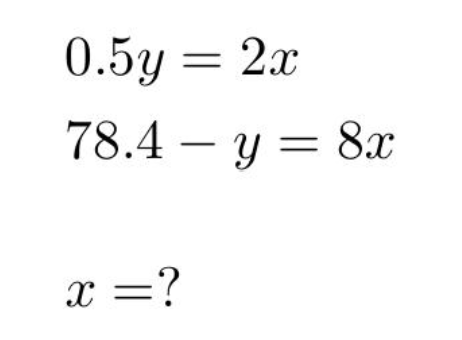 0.5y = 2x
78.4 − y = 8x
x =?